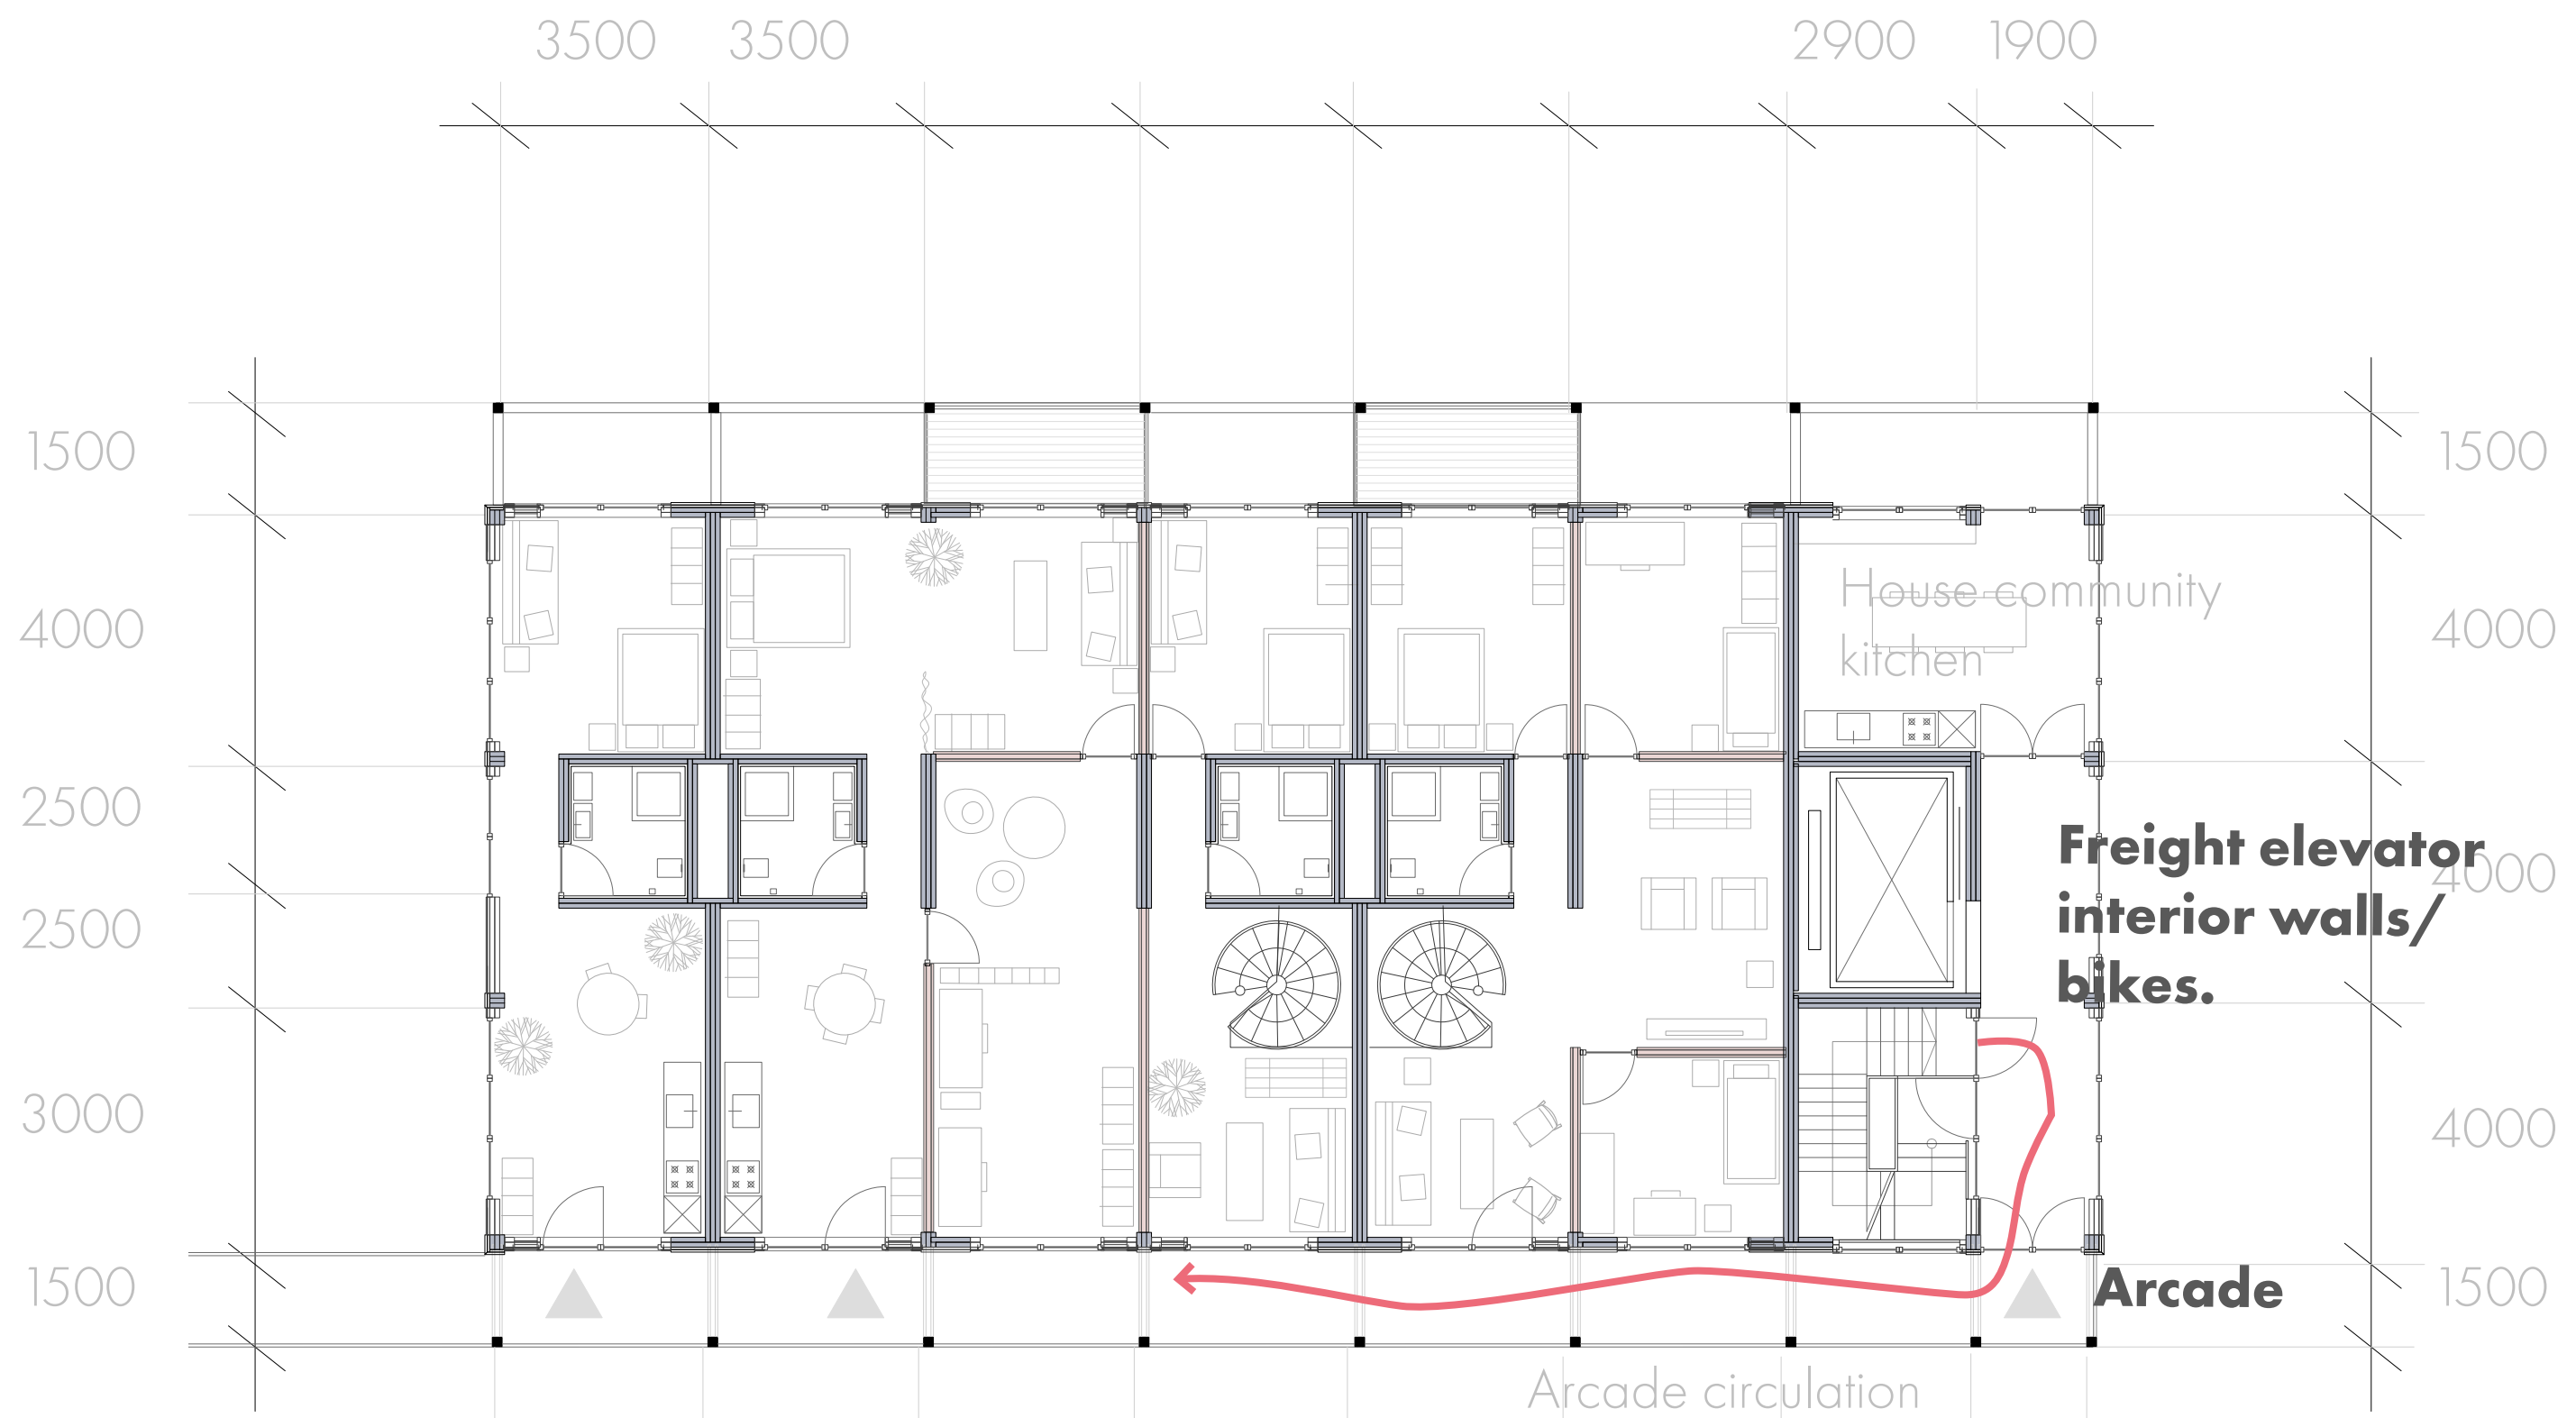 3500 3500 2900 1900
1500 1500
4000 4000
House community
kitchen
2500
Freight elevator
4000
interior walls/
2500
bikes.
3000 4000
1500 Arcade 1500
Arcade circulation